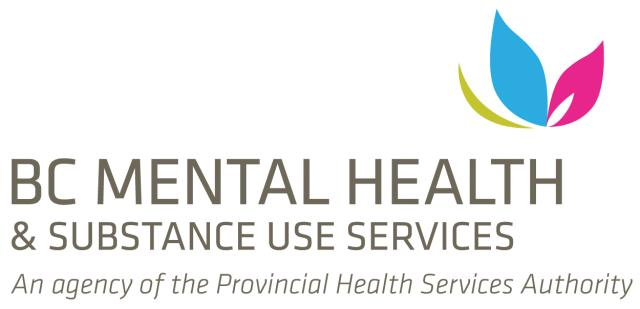 BC MENTAL HEALTH
& SUBSTANCE USE SERVICES
An agency of the Provincial Health Services Authority